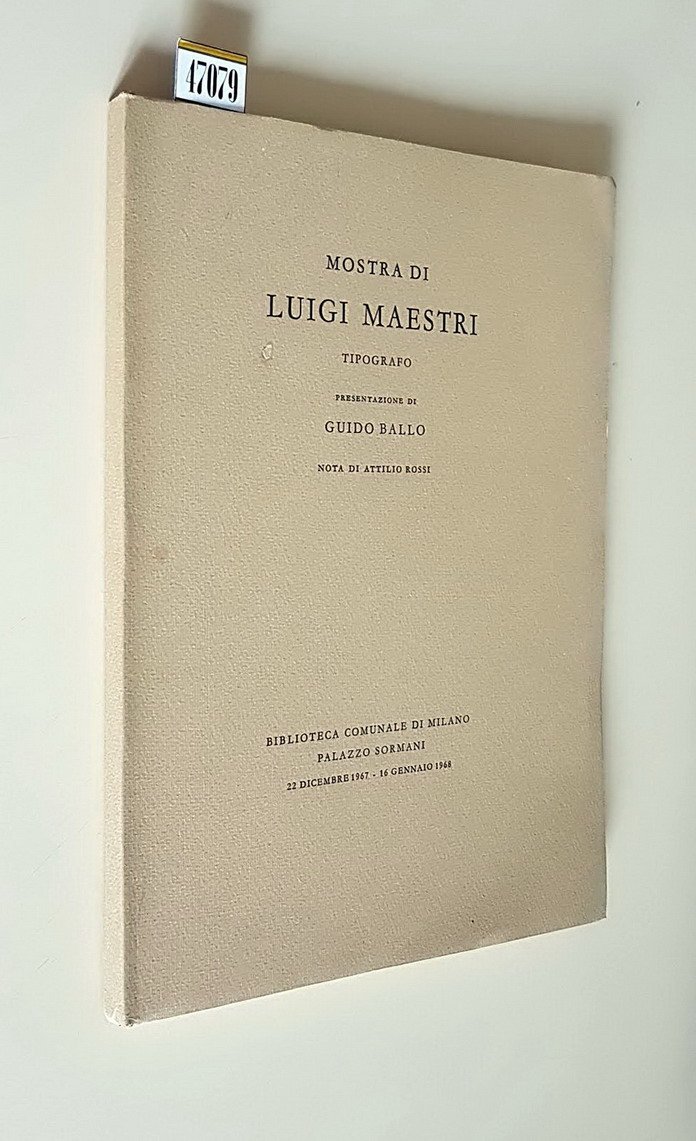 47079
MOSTRA DI
LUIGI MAESTRI
TIPOGRAFO
PRESENTAZIONE DI
GUIDO BALLO
NOTA DI ATTILIO ROSSI
BIBLIOTECA COMUNALE DI MILANO
PALAZZO SORMANI
22 DICEMBRE 1967 - 16 GENNAIO 1968